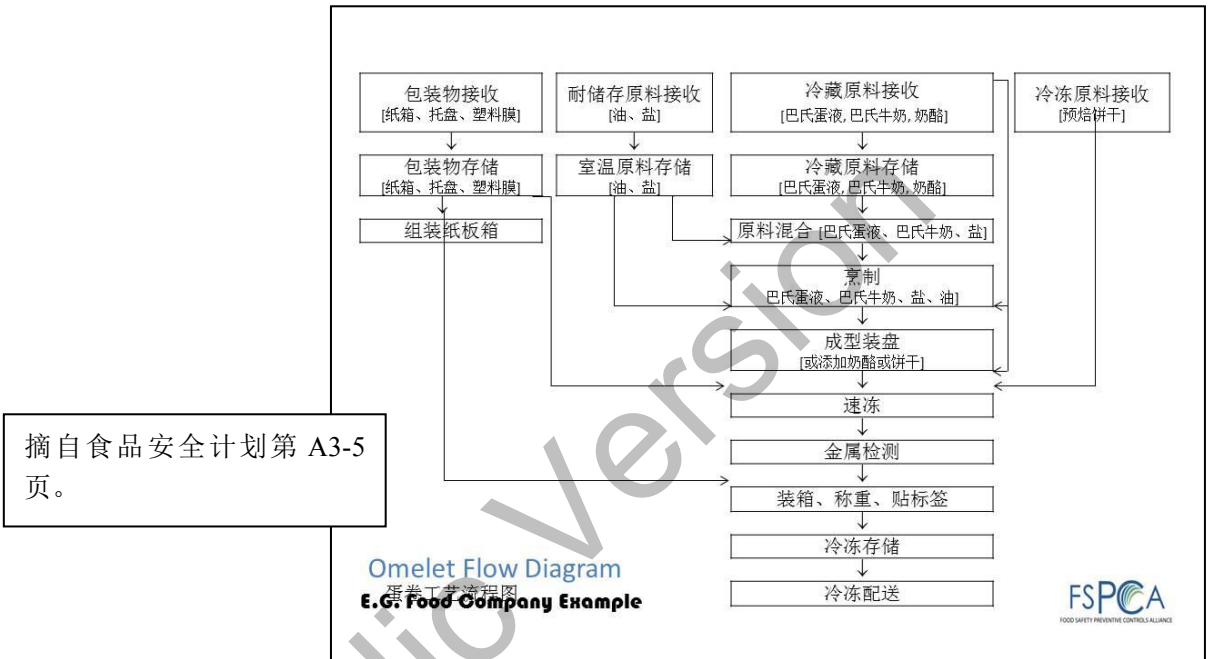 包装物接收
[纸箱、托盘、塑料膜]
耐储存原料接收
[油、盐]
冷藏原料接收
[巴氏蛋液, 巴氏牛奶, 奶酪]
冷冻原料接收
[预焙饼干]
包装物存储
[纸箱、托盘、塑料膜]
室温原料存储
[油、盐]
冷藏原料存储
[巴氏蛋液, 巴氏牛奶, 奶酪]
组装纸板箱
原料混合 [巴氏蛋液、巴氏牛奶、盐]
烹制
巴氏蛋液、巴氏牛奶、盐、油]
成型装盘
[或添加奶酪或饼干]
速冻
金属检测
装箱、称重、贴标签
冷冻存储
冷冻配送
摘自食品安全计划第 A3-5
页。
Omelet Flow Diagram
蛋卷工艺流程图
E.G. Food Company Example
FSPCA
FOOD SAFETY PREVENTIVE CONTROLS ALLIANCE
lic Version